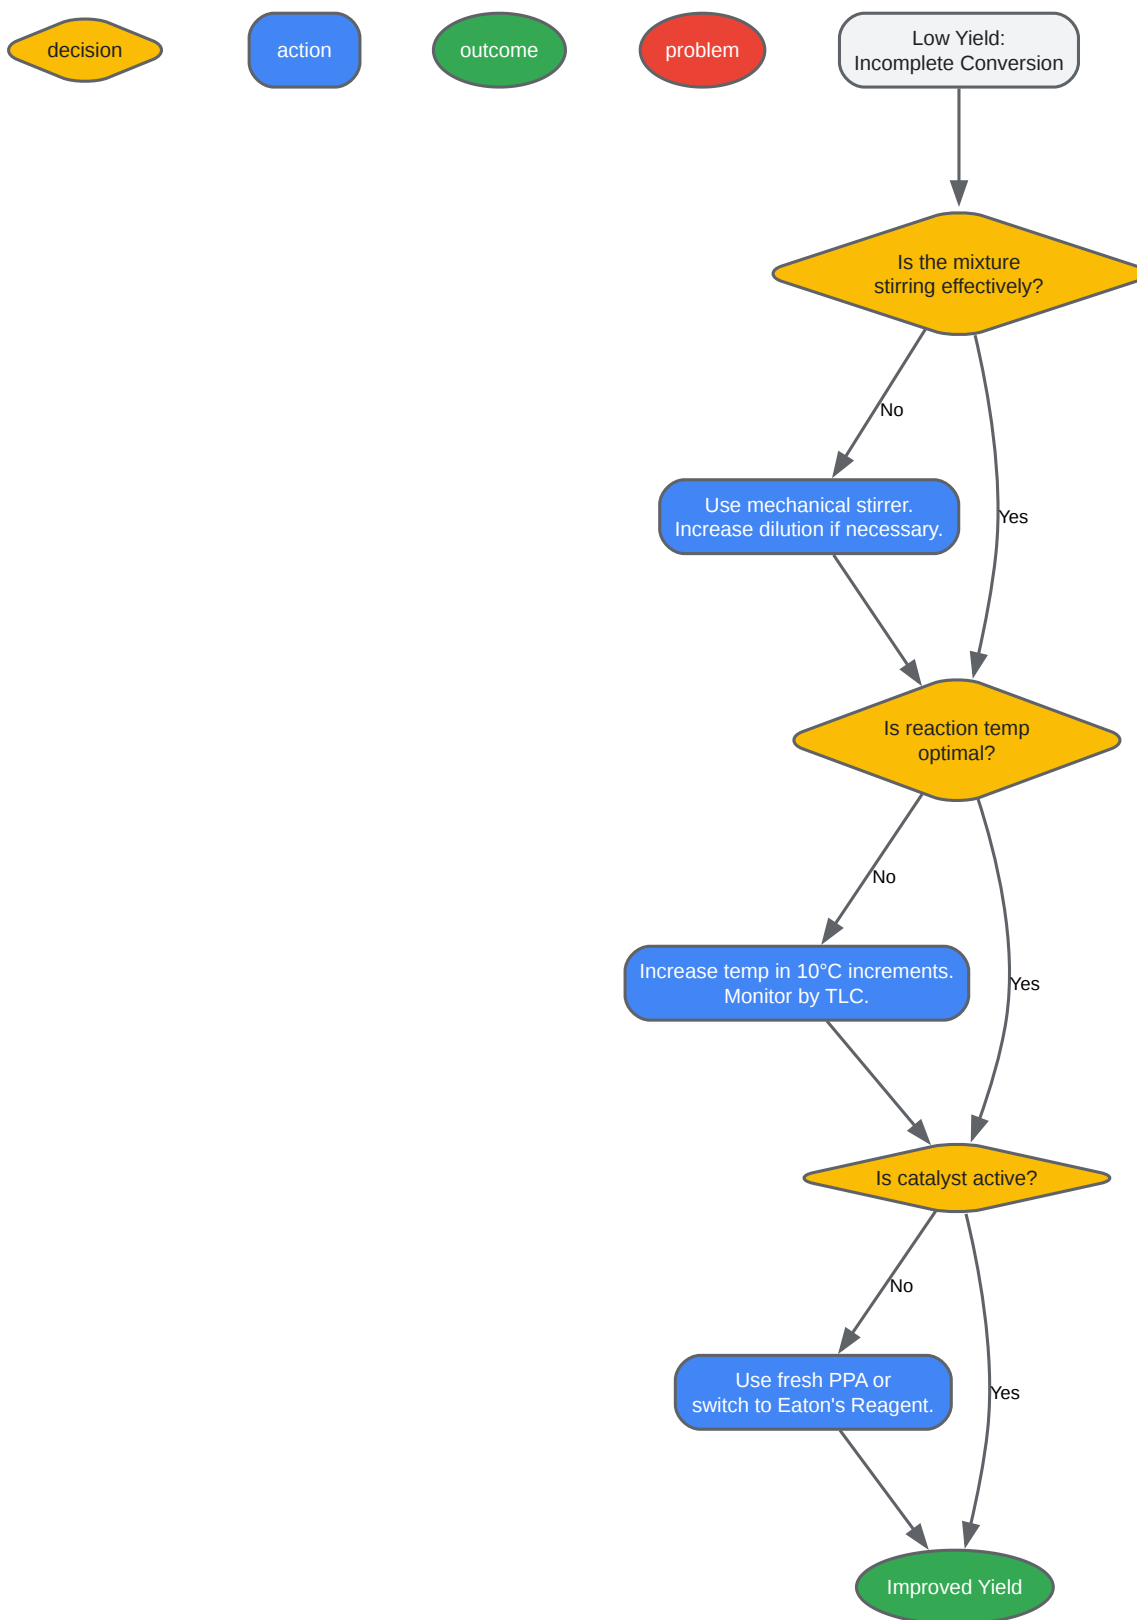 decision
action
outcome
problem
Low Yield:
Incomplete Conversion
Is the mixture
stirring effectively?
No
Use mechanical stirrer.
Increase dilution if necessary.
Yes
Is reaction temp
optimal?
No
Increase temp in 10°C increments.
Monitor by TLC.
Yes
Is catalyst active?
No
Use fresh PPA or
switch to Eaton's Reagent.
Yes
Improved Yield